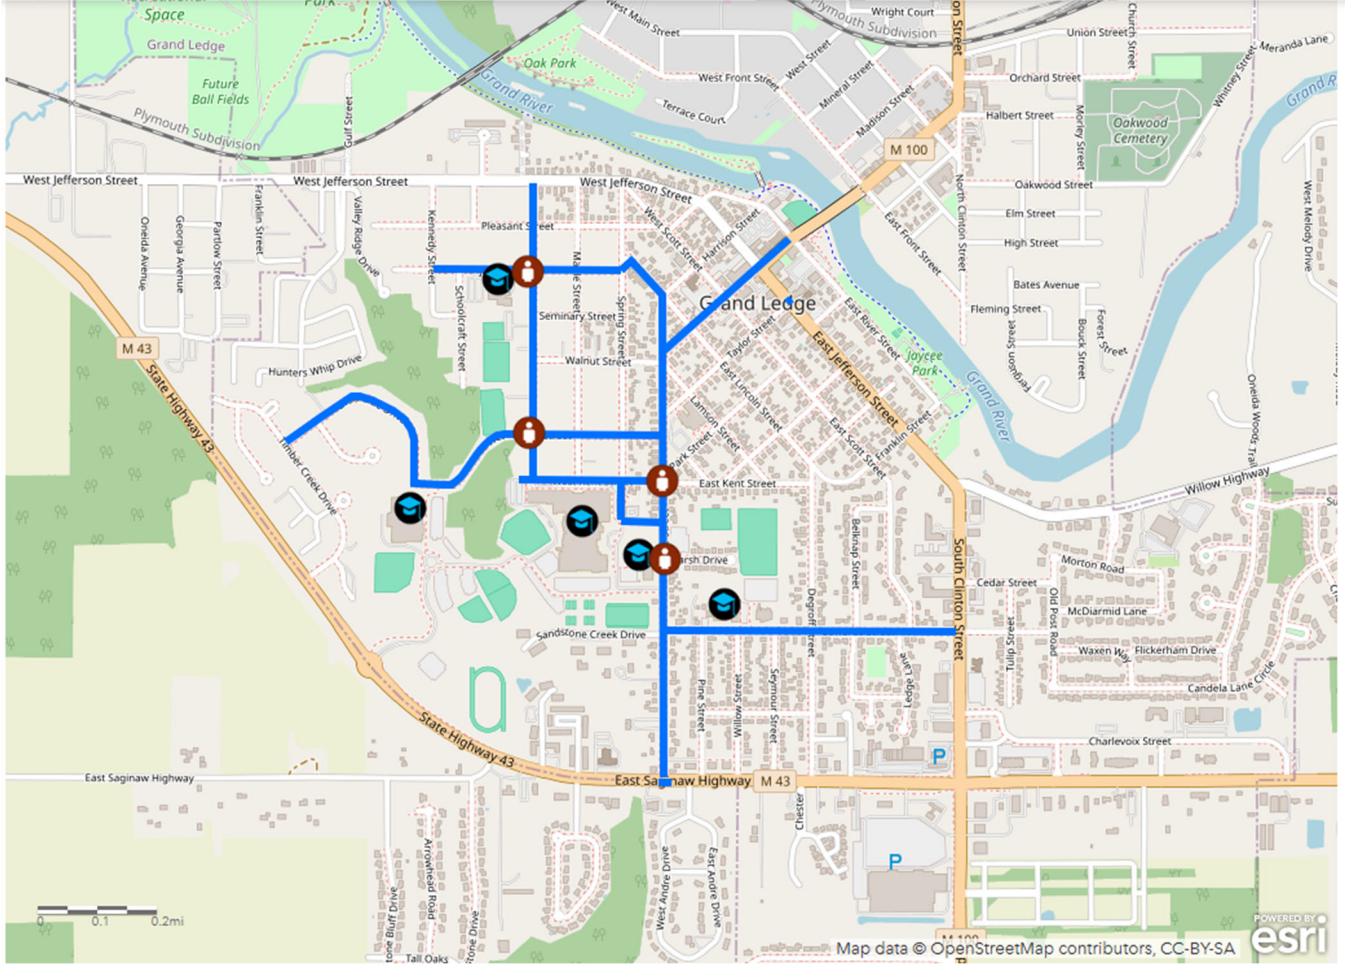 Space
Park
Grand Ledge
Future
Ball Fields
Plymouth Subdivision
Gulf Street
Oak Park
Grand River
West Main Street
West Front Street
Terrace Court
West Street
Mineral Street
Madison Street
Wright Court
Plymouth Subdivision
on Street
Church Street
Union Street
Meranda Lane
Whitney Street
Orchard Street
Halbert Street
Morley Street
Oakwood
Cemetery
Grand R
M 100
West Jefferson Street
West Jefferson Street
West Jefferson Street
Oneida Avenue
Georgia Avenue
Partlow Street
Franklin Street
Valley Ridge Drive
Kennedy Street
Pleasant Street
West Scott Street
Harrison Street
East Front Street
North Clinton Street
Oakwood Street
Elm Street
High Street
West Melody Drive
Bates Avenue
Fleming Street
Ferguson Street
Bouck Street
Forest Street
Schoolcraft Street
Seminary Street
Spring Street
Walnut Street
Grand Ledge
Taylor Street
East River Street
Jaycee
Park
Grand River
East Jefferson Street
East Lincoln Street
Lamson Street
Park Street
East Scott Street
Franklin Street
M 43
State Highway 43
Hunters Whip Drive
Timber Creek Drive
East Kent Street
Oneida Woods Trail
Willow Highway
Belknap Street
South Clinton Street
Morton Road
Cedar Street
Old Post Road
McDiarmid Lane
Tulip Street
Waxen Way
Flickerham Drive
Candela Lane Circle
arsh Drive
Degroff Street
Sandstone Creek Drive
Pine Street
Willow Street
Seymour Street
Ledge Lane
State Highway 43
Charlevoix Street
P
East Saginaw Highway
East Saginaw Highway
M 43
Chester
P
Arrowhead Road
West Andre Drive
East Andre Drive
Tall Oaks
M 100
0
0.1
0.2mi
Map data © OpenStreetMap contributors, CC-BY-SA
POWERED BY
esri